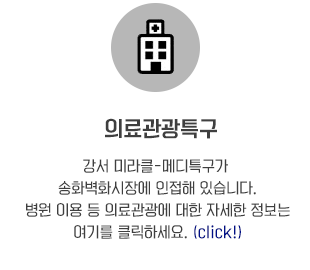 의료관광특구
강서 미라클-메디특구가
송화벽화시장에 인접해 있습니다.
병원 이용 등 의료관광에 대한 자세한 정보는
여기를 클릭하세요. (click!)